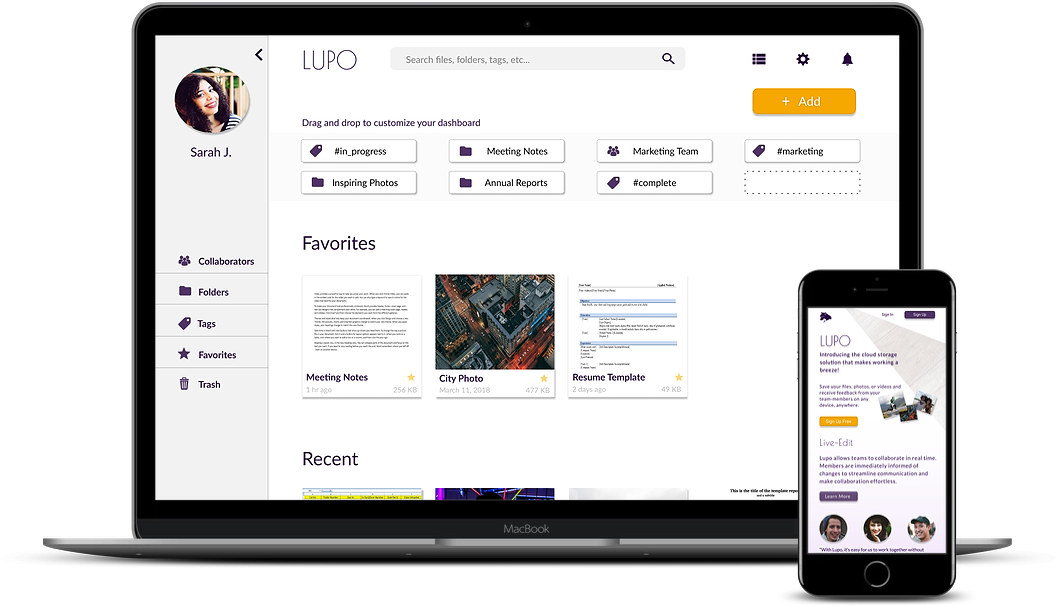 LUPO
Search files, folders, tags, etc...
+ Add
Sarah J.
Collaborators
Folders
Tags
Favorites
Trash
Drag and drop to customize your dashboard
#in_progress
Meeting Notes
Marketing Team
#marketing
Inspiring Photos
Annual Reports
#complete
Favorites
Meeting Notes
1 hr ago 256 KB
City Photo
March 11, 2018 477 KB
Resume Template
2 days ago 49 KB
Recent
This is the title of the template repo
MacBook
Sign In Sign Up
LUPO
Introducing the cloud storage
solution that makes working a
breeze!
Save your files, photos, or videos and
receive feedback from your
team-members on any
device, anywhere.
Sign Up Free
Live-Edit
Lupo allows teams to collaborate in real time.
Members are immediately informed of
changes to streamline communication and
make collaboration effortless.
Learn More
"With Lupo, it's easy for us to work together without